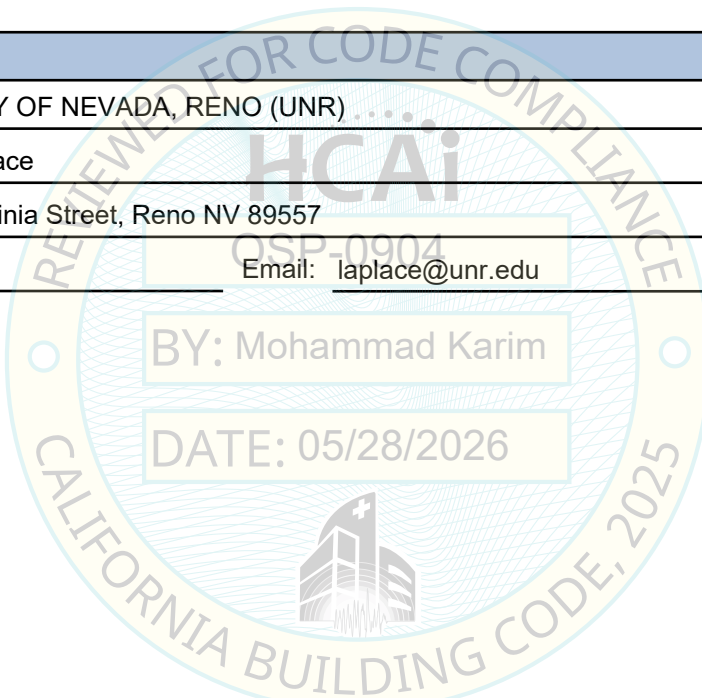 Y OF NEVADA, RENO (UNR)
ace
inia Street, Reno NV 89557
Email: laplace@unr.edu
REVIEWED FOR CODE COMPLIANCE
HCAi
OSP-0904
BY: Mohammad Karim
DATE: 05/28/2026
CALIFORNIA BUILDING CODE, 2025